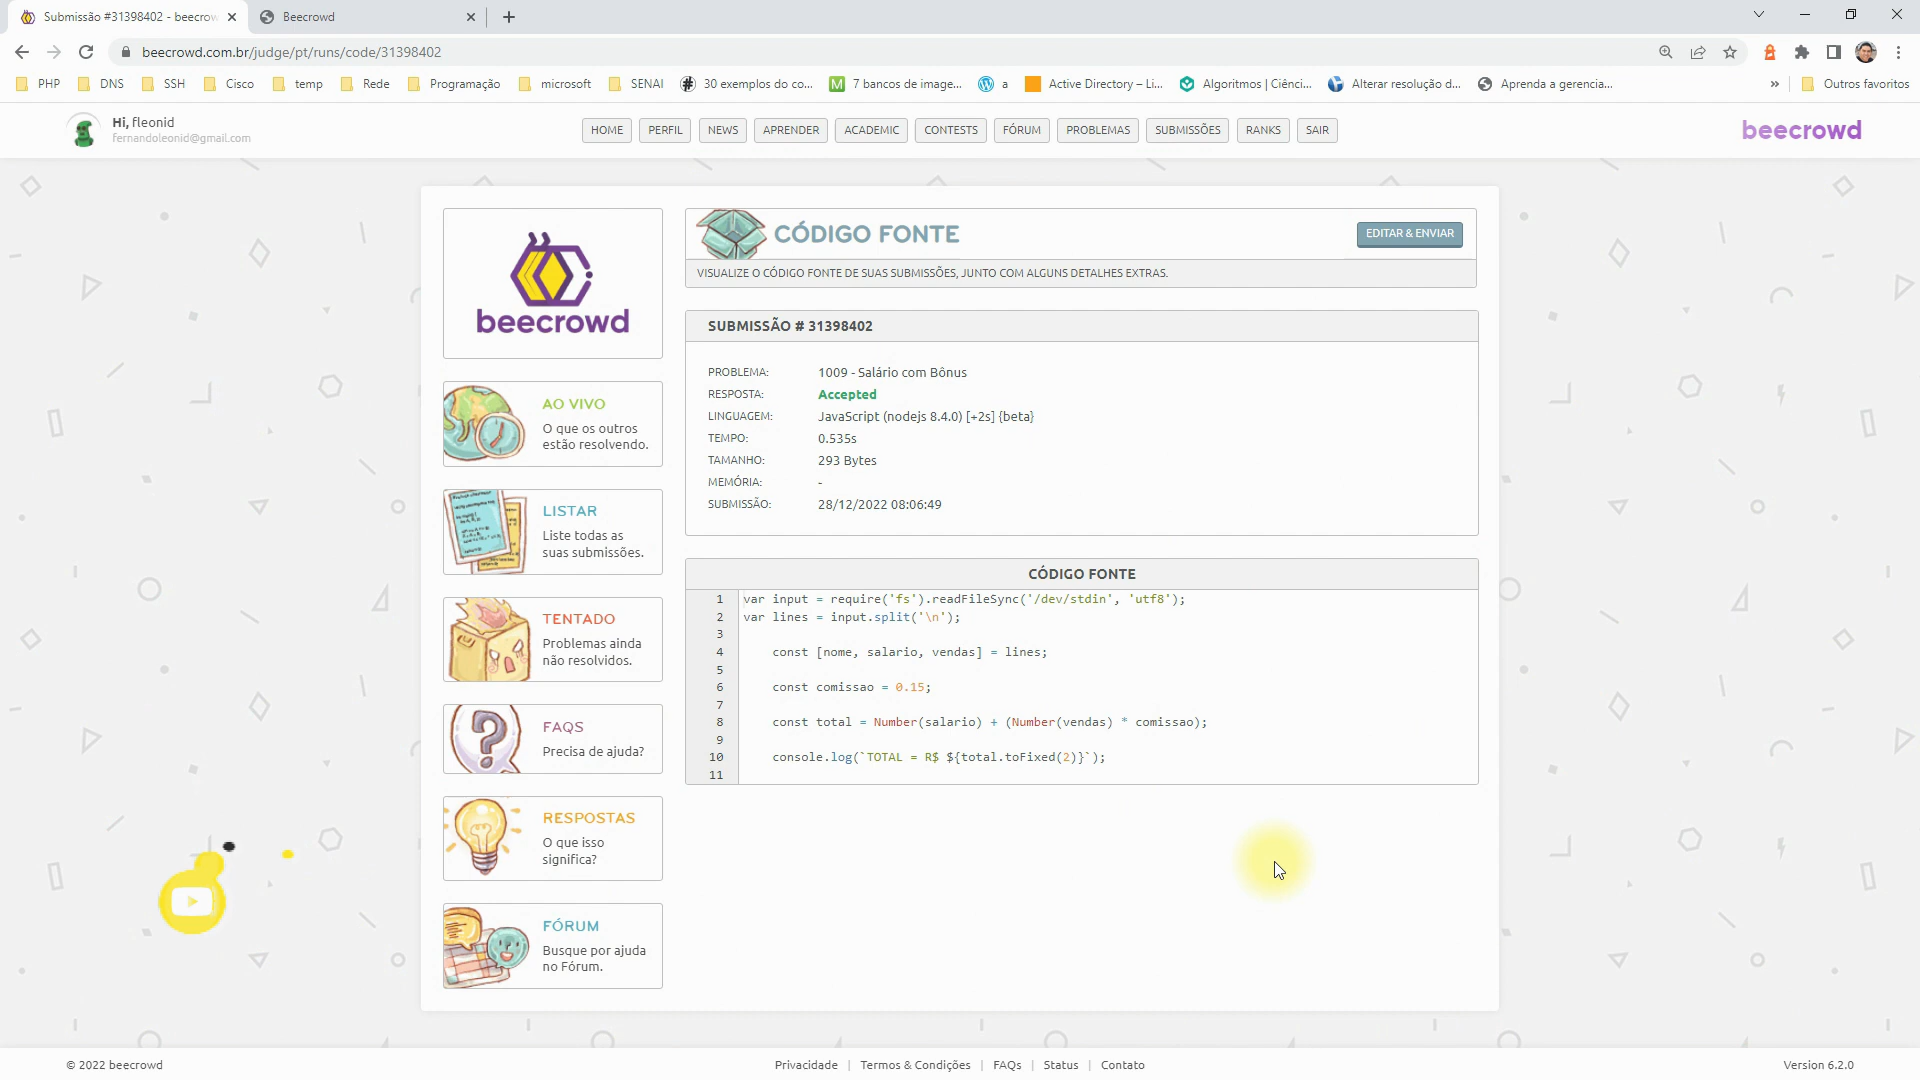 Submissão #31398402 - beecrow
Beecrowd
beecrowd.com.br/judge/pt/runs/code/31398402
PHP
DNS
SSH
Cisco
temp
Rede
Programação
microsoft
SENAI
30 exemplos do co...
7 bancos de image...
a
Active Directory – Li...
Algoritmos | Ciênci...
Alterar resolução d...
Aprenda a gerencia...
»
Outros favoritos
Hi, fleonid
fernandoleonid@gmail.com
HOME
PERFIL
NEWS
APRENDER
ACADEMIC
CONTESTS
FÓRUM
PROBLEMAS
SUBMISSÕES
RANKS
SAIR
beecrowd
beecrowd
CÓDIGO FONTE
EDITAR & ENVIAR
VISUALIZE O CÓDIGO FONTE DE SUAS SUBMISSÕES, JUNTO COM ALGUNS DETALHES EXTRAS.
AO VIVO
O que os outros
estão resolvendo.
LISTAR
Liste todas as
suas submissões.
TENTADO
Problemas ainda
não resolvidos.
FAQS
Precisa de ajuda?
RESPOSTAS
O que isso
significa?
FÓRUM
Busque por ajuda
no Fórum.
SUBMISSÃO # 31398402
PROBLEMA: 1009 - Salário com Bônus
RESPOSTA: Accepted
LINGUAGEM: JavaScript (nodejs 8.4.0) [+2s] {beta}
TEMPO: 0.535s
TAMANHO: 293 Bytes
MEMÓRIA: -
SUBMISSÃO: 28/12/2022 08:06:49
CÓDIGO FONTE
1 var input = require('fs').readFileSync('/dev/stdin', 'utf8');
2 var lines = input.split('\n');
3
4     const [nome, salario, vendas] = lines;
5
6     const comissao = 0.15;
7
8     const total = Number(salario) + (Number(vendas) * comissao);
9
10     console.log(`TOTAL = R$ ${total.toFixed(2)}`);
11
© 2022 beecrowd
Privacidade | Termos & Condições | FAQs | Status | Contato
Version 6.2.0